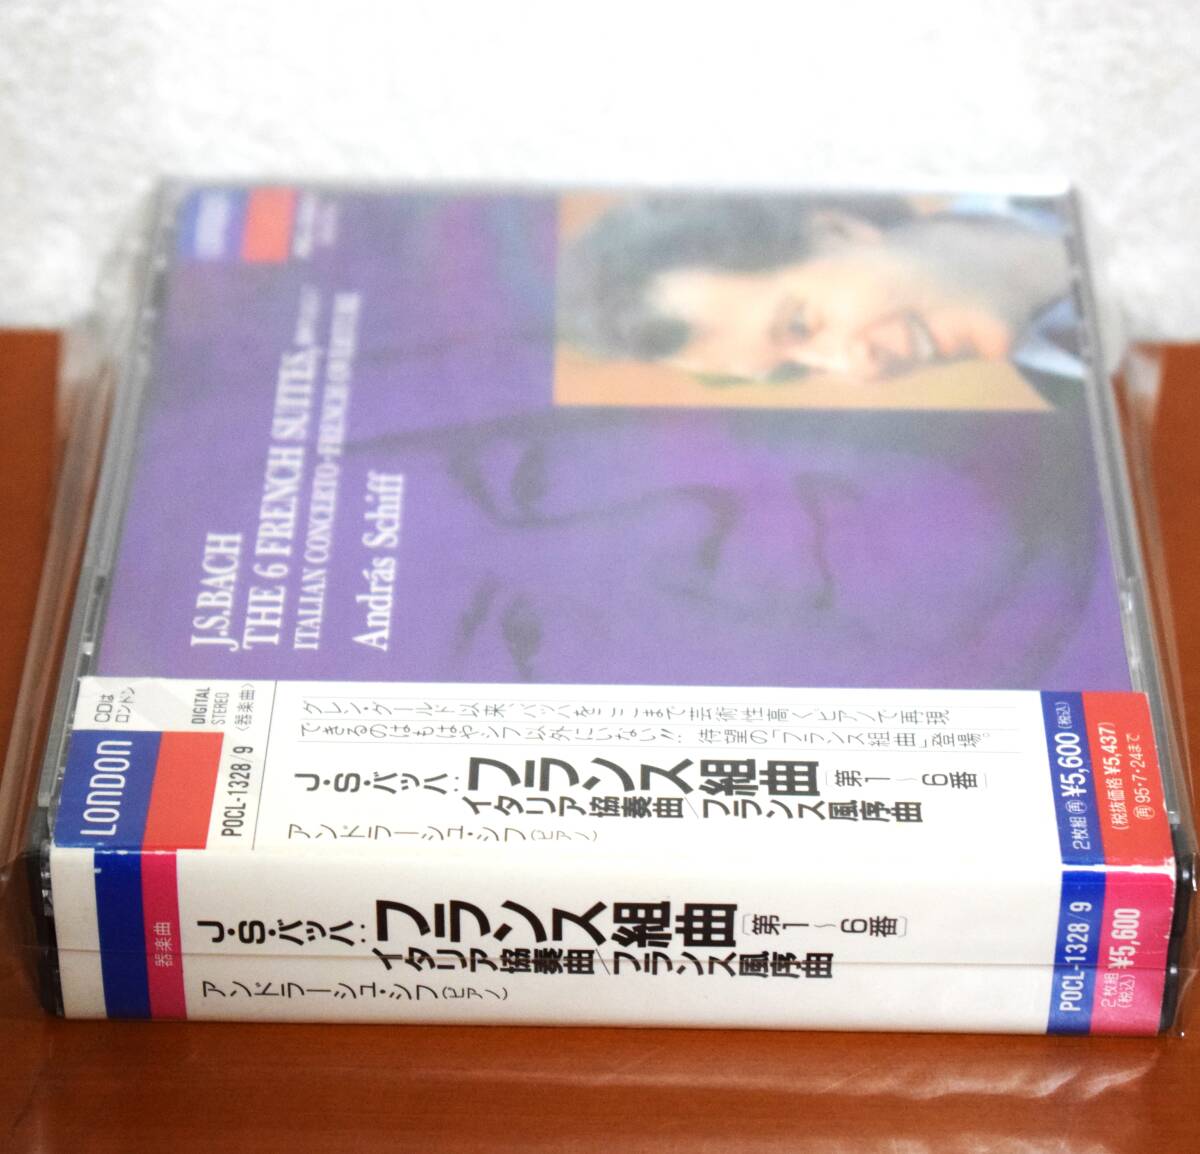 LONDON
J.S.BACH
THE 6 FRENCH SUITES,
ITALIAN CONCERTO・FRENCH OUVERTURE
András Schiff
CDは
ロンドン
LONDON
DIGITAL
STEREO
〈器楽曲〉
POCL-1328/9
グレン・グールド以来、バッハをここまで芸術性高くピアノで再現
できるのはもはやシフ以外にいない!! 待望の「フランス組曲」登場。
J・S・バッハ:フランス組曲[第1〜6番]
イタリア協奏曲/フランス風序曲
アンドラーシュ・シフ(ピアノ)
2枚組 ¥5,600(税込)
(税抜価格¥5,437)
95・7・24まで
器楽曲
J・S・バッハ:フランス組曲[第1〜6番]
イタリア協奏曲/フランス風序曲
アンドラーシュ・シフ(ピアノ)
POCL-1328/9
2枚組
(税込)
¥5,600